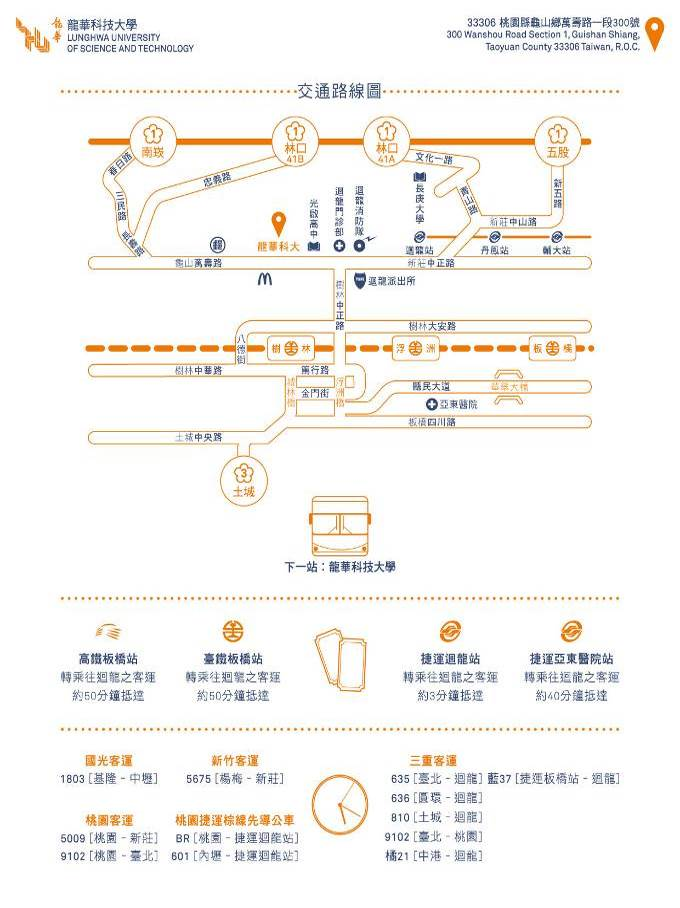 龍華科技大學
LUNGHWA UNIVERSITY
OF SCIENCE AND TECHNOLOGY
33306 桃園縣龜山鄉萬壽路一段300號
300 Wanshou Road Section 1, Guishan Shiang,
Taoyuan County 33306 Taiwan, R.O.C.
交通路線圖
1
南崁
1
林口
41B
1
林口
41A
1
五股
春日路
三民路
忠義路
文化一路
青山路
新五路
長庚大學
新莊中山路
光啟高中
迴龍門診部
迴龍消防隊
龍華科大
迴龍站
丹鳳站
輔大站
龜山萬壽路
新莊中正路
迴龍派出所
樹林中正路
樹林大安路
八德街
樹林
浮洲
板橋
樹林中華路
篤行路
金門街
縣民大道
亞東醫院
板橋四川路
土城中央路
3
土城
下一站：龍華科技大學
高鐵板橋站
轉乘往迴龍之客運
約50分鐘抵達
臺鐵板橋站
轉乘往迴龍之客運
約50分鐘抵達
捷運迴龍站
轉乘往迴龍之客運
約3分鐘抵達
捷運亞東醫院站
轉乘往迴龍之客運
約40分鐘抵達
國光客運
1803 [基隆 - 中壢]
新竹客運
5675 [楊梅 - 新莊]
桃園客運
5009 [桃園 - 新莊]
9102 [桃園 - 臺北]
桃園捷運棕線先導公車
BR [桃園 - 捷運迴龍站]
601 [內壢 - 捷運迴龍站]
三重客運
635 [臺北 - 迴龍] 藍37 [捷運板橋站 - 迴龍]
636 [圓環 - 迴龍]
810 [土城 - 迴龍]
9102 [臺北 - 桃園]
橘21 [中港 - 迴龍]